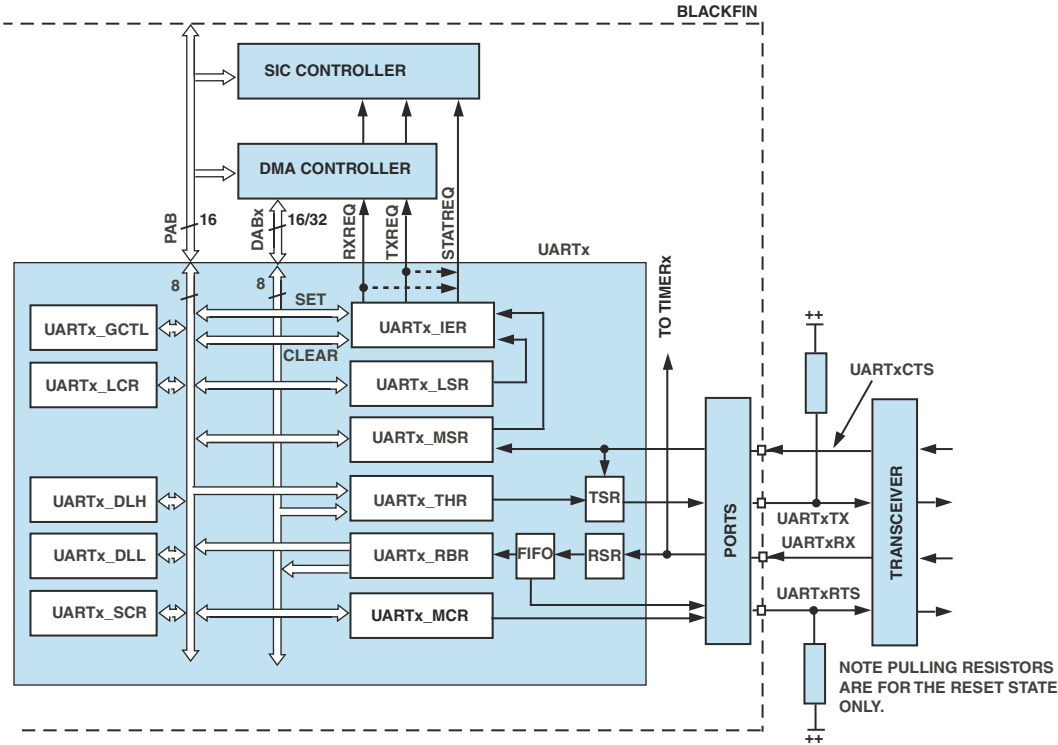 BLACKFIN
SIC CONTROLLER
DMA CONTROLLER
PAB
16
DABx
16/32
RXREQ
TXREQ
STATREQ
UARTx
8
8
SET
CLEAR
UARTx_GCTL
UARTx_LCR
UARTx_DLH
UARTx_DLL
UARTx_SCR
UARTx_IER
UARTx_LSR
UARTx_MSR
UARTx_THR
UARTx_RBR
UARTx_MCR
TSR
FIFO
RSR
TO TIMERx
PORTS
++
UARTxCTS
UARTxTX
UARTxRX
UARTxRTS
TRANSCEIVER
NOTE PULLING RESISTORS
ARE FOR THE RESET STATE
ONLY.
++